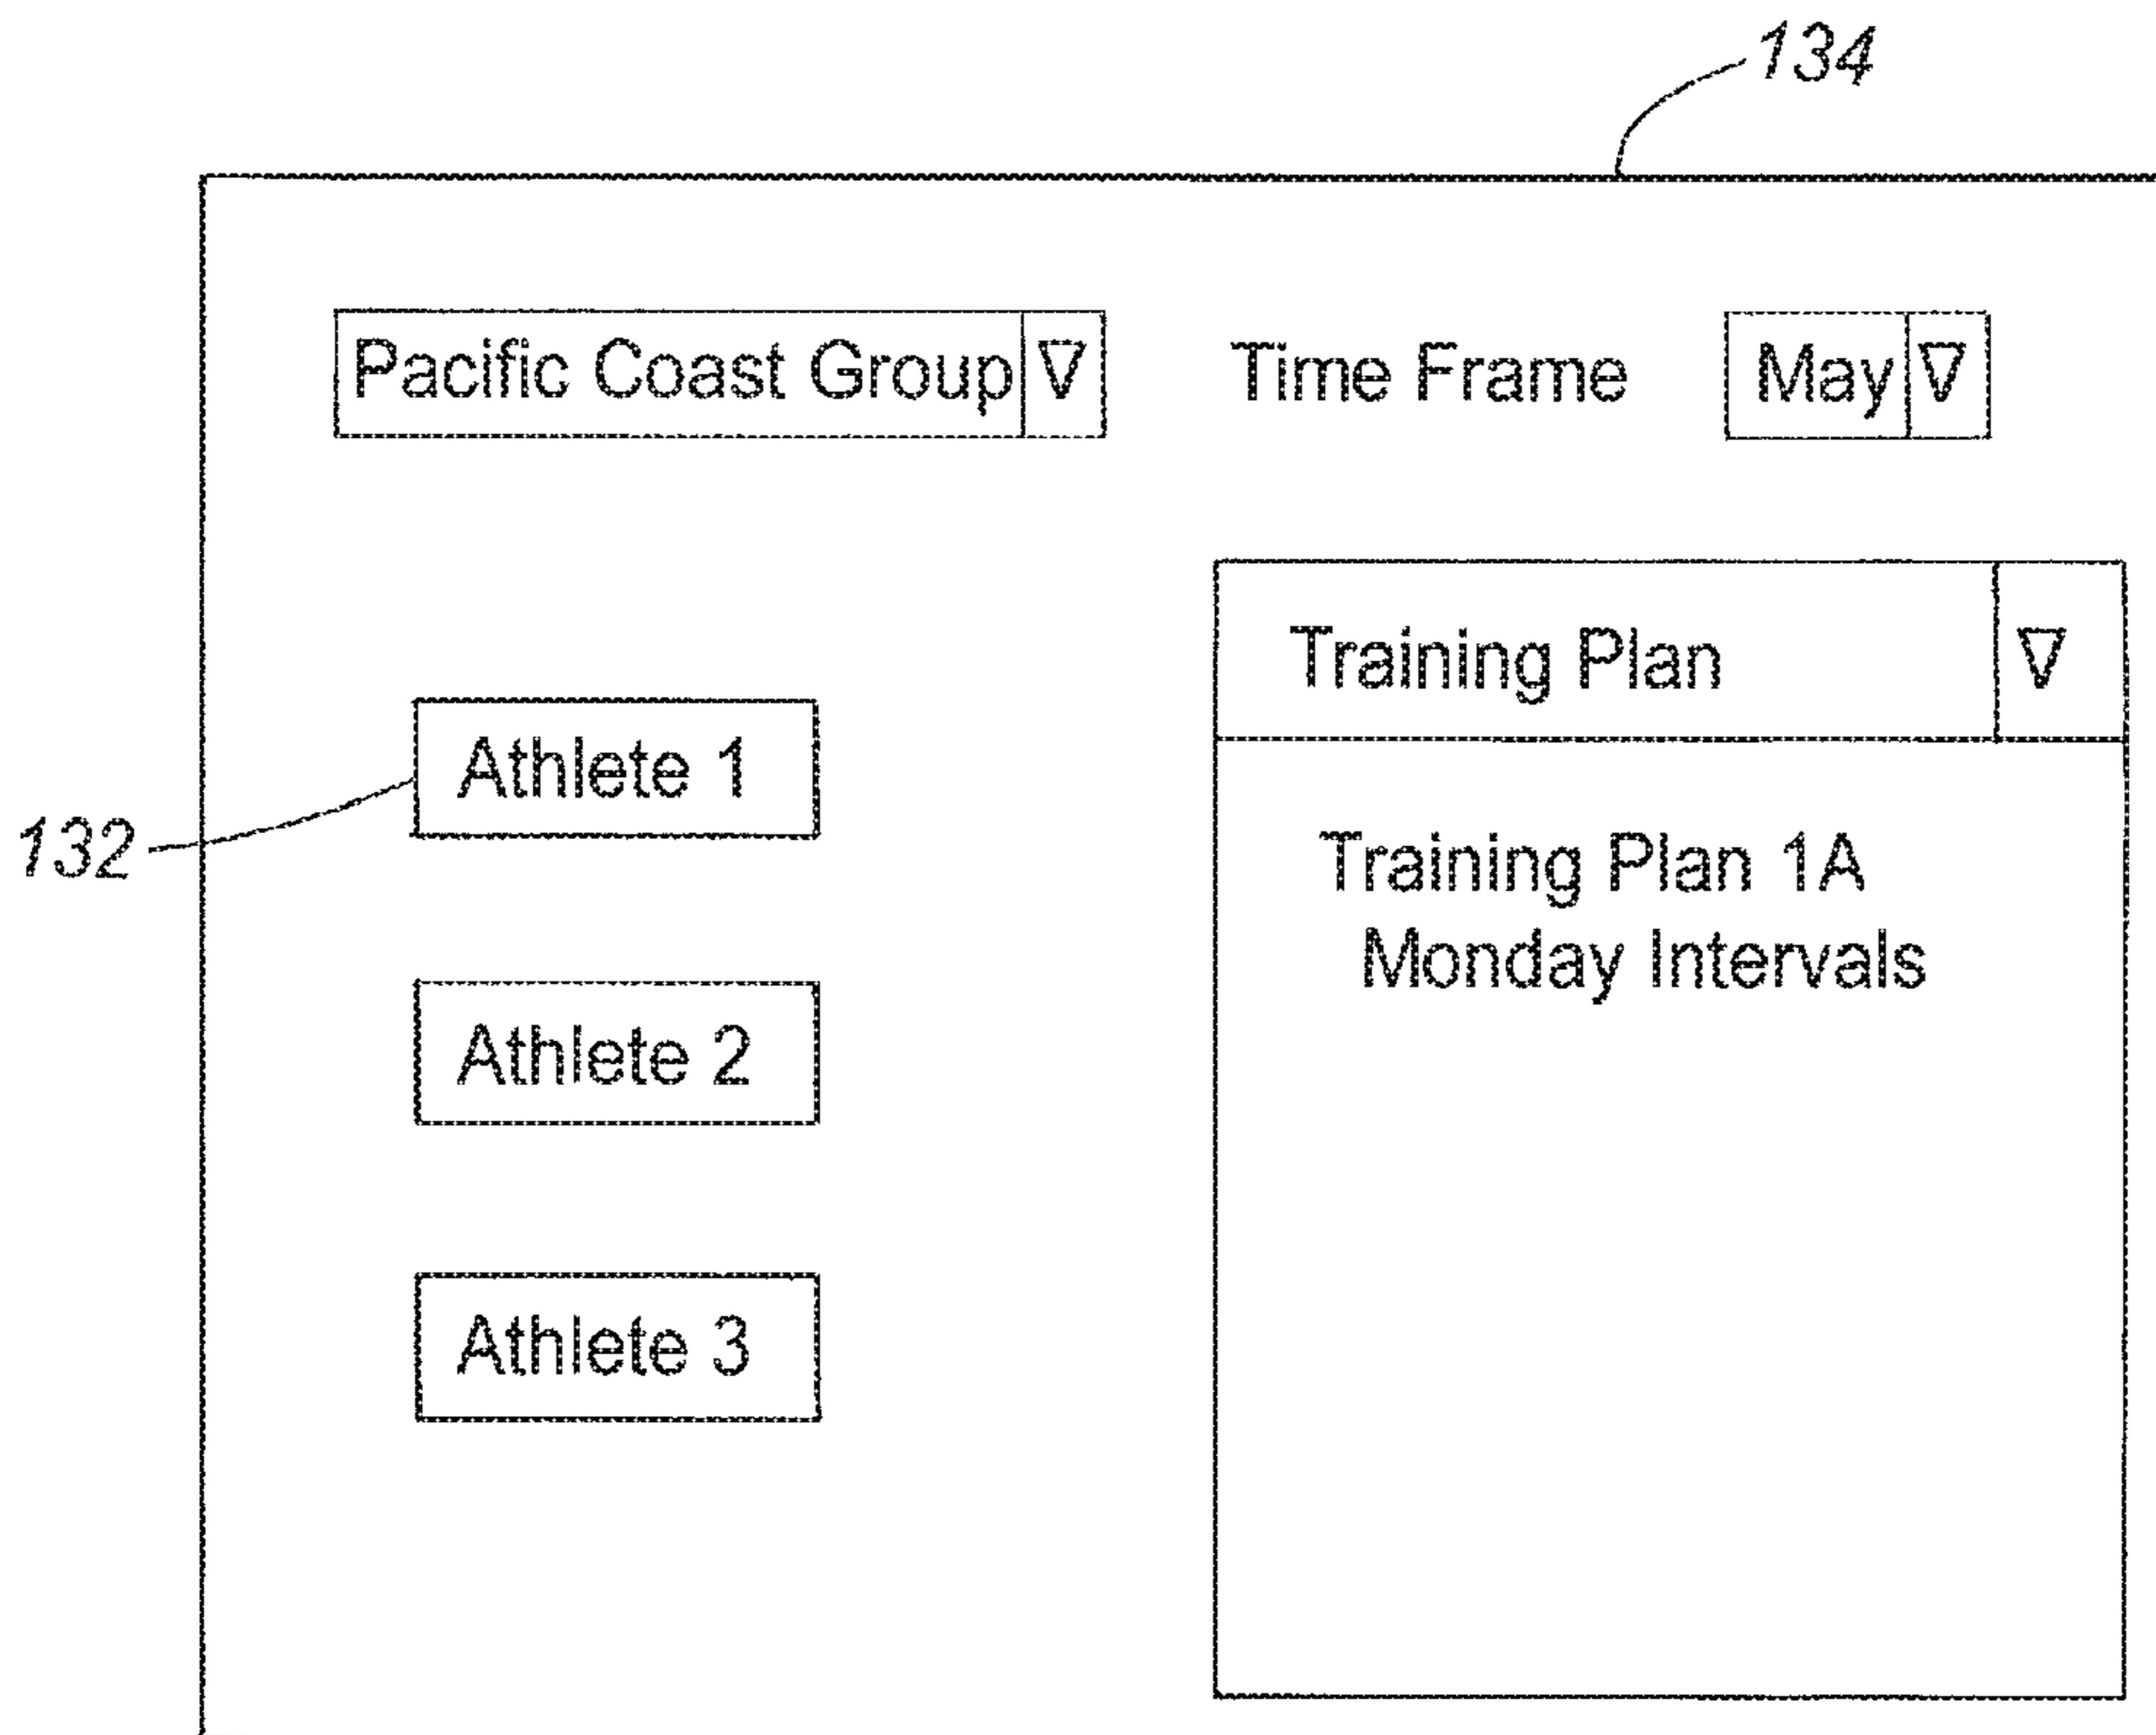 134
Pacific Coast Group
Time Frame
May
Training Plan
Athlete 1
132
Training Plan 1A
Monday Intervals
Athlete 2
Athlete 3